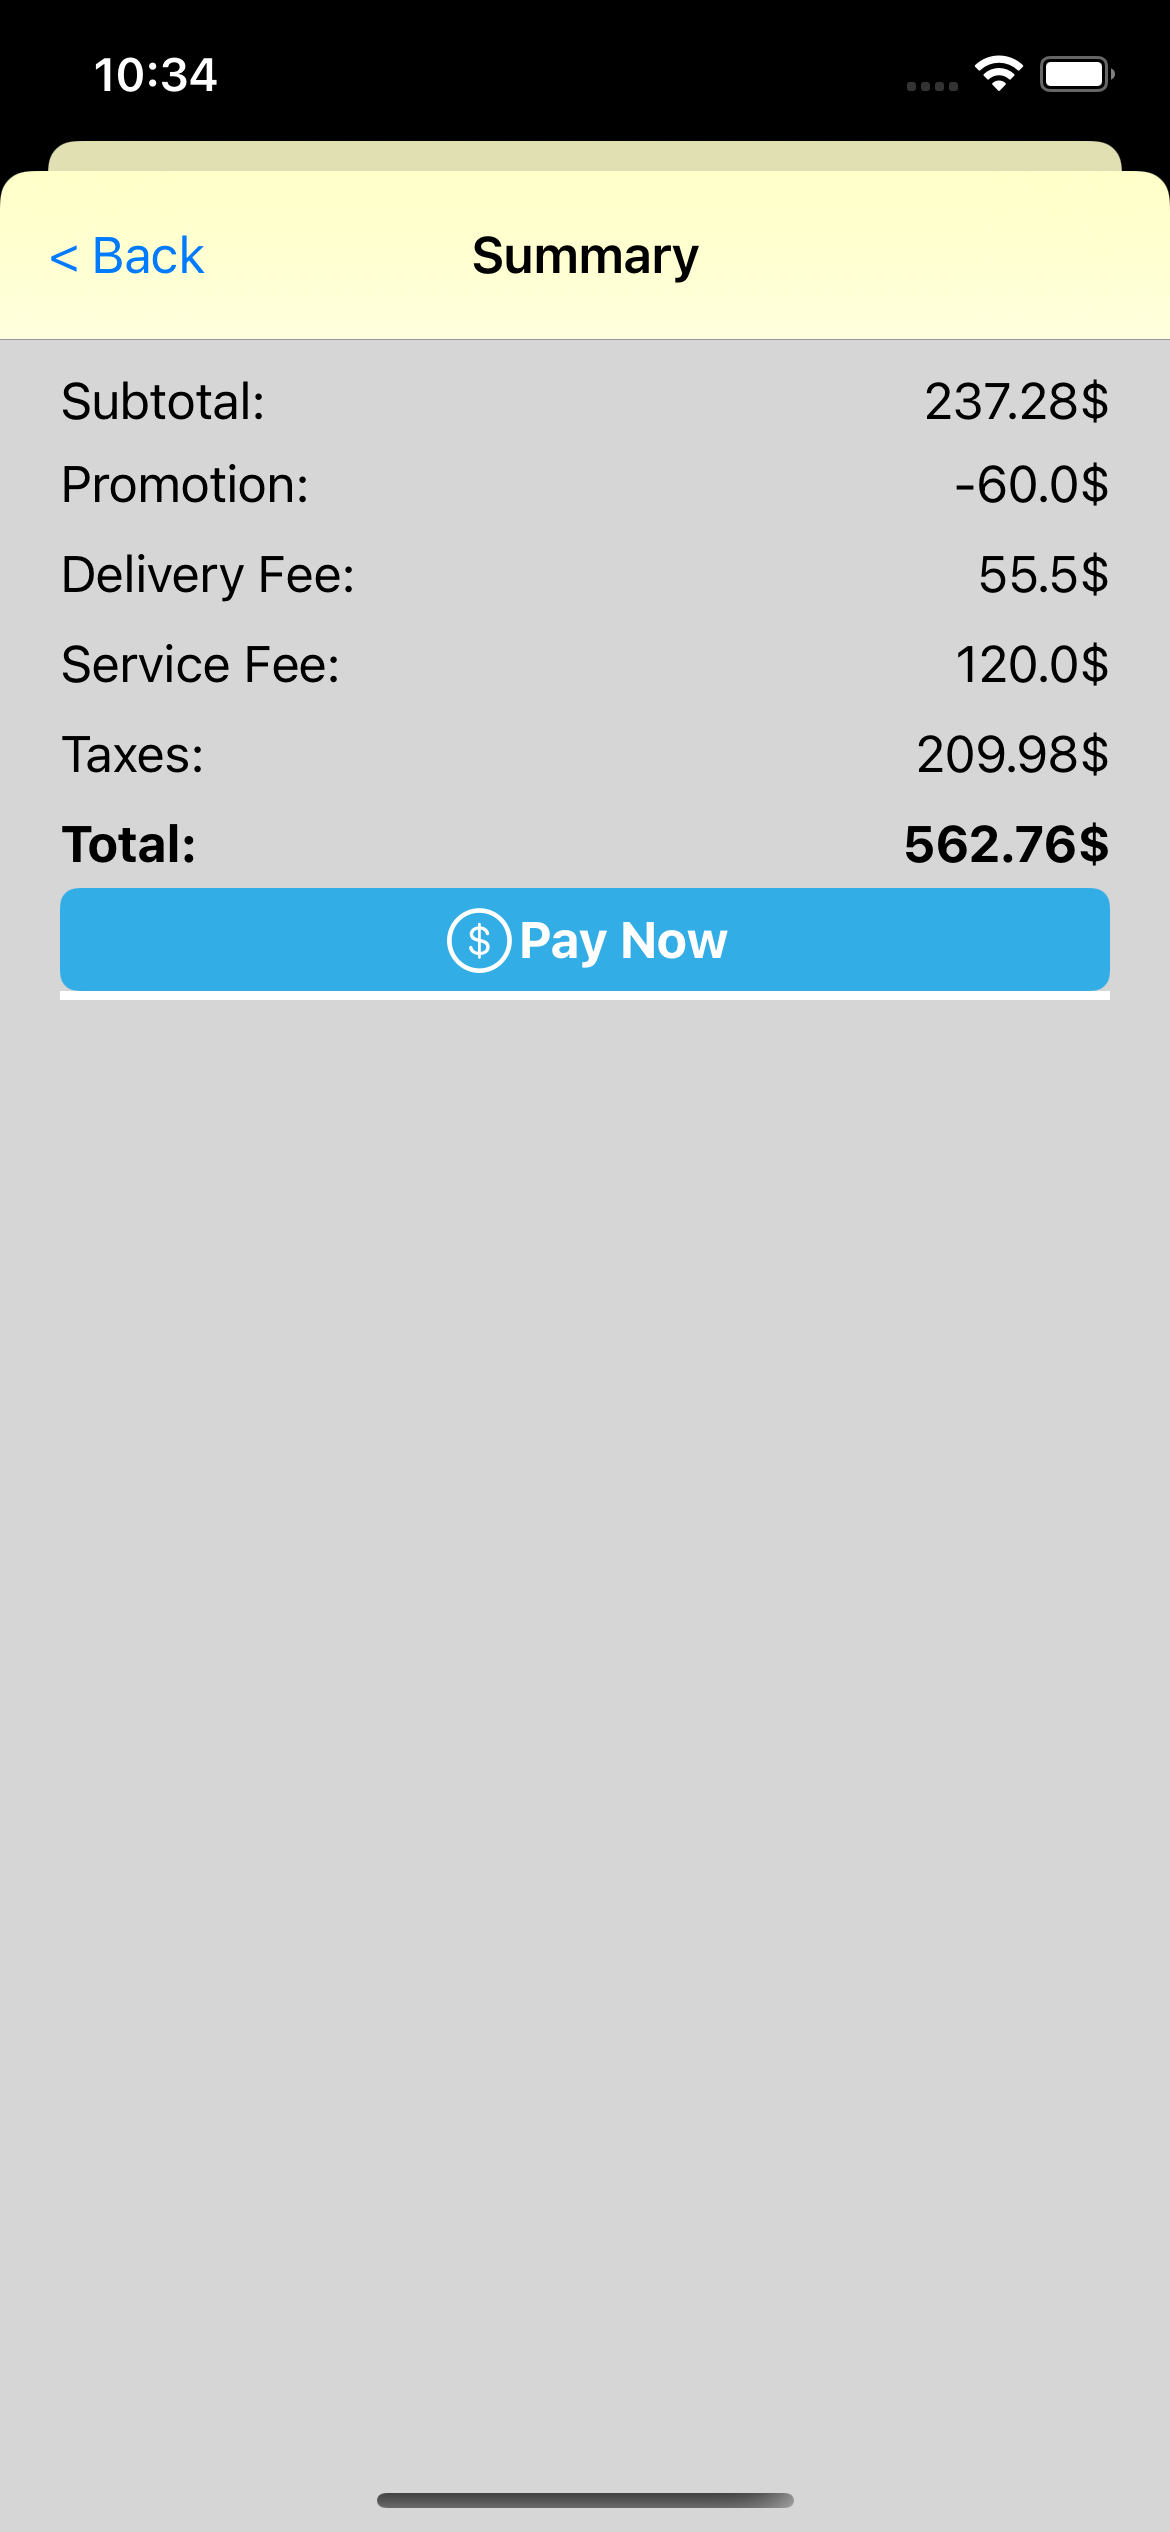 10:34
< Back Summary
Subtotal: 237.28$
Promotion: -60.0$
Delivery Fee: 55.5$
Service Fee: 120.0$
Taxes: 209.98$
Total: 562.76$
$ Pay Now